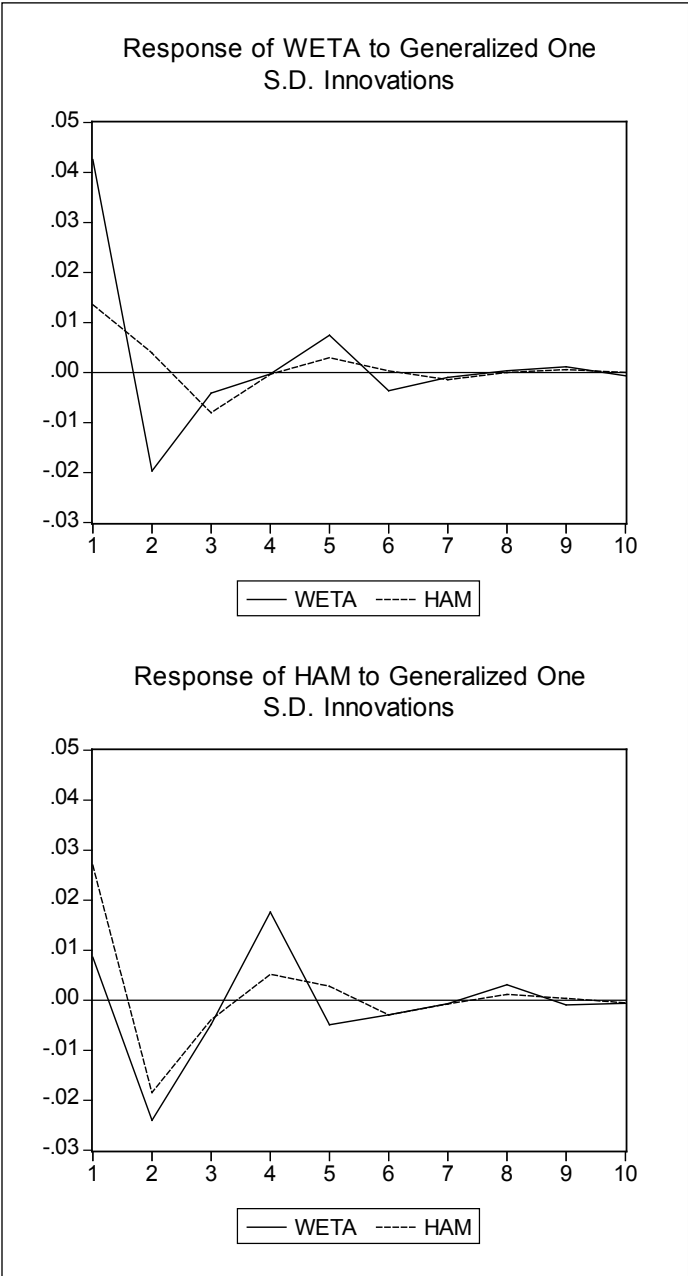 Response of WETA to Generalized One
S.D. Innovations
.05
.04
.03
.02
.01
.00
-.01
-.02
-.03
1 2 3 4 5 6 7 8 9 10
WETA HAM
Response of HAM to Generalized One
S.D. Innovations
.05
.04
.03
.02
.01
.00
-.01
-.02
-.03
1 2 3 4 5 6 7 8 9 10
WETA HAM